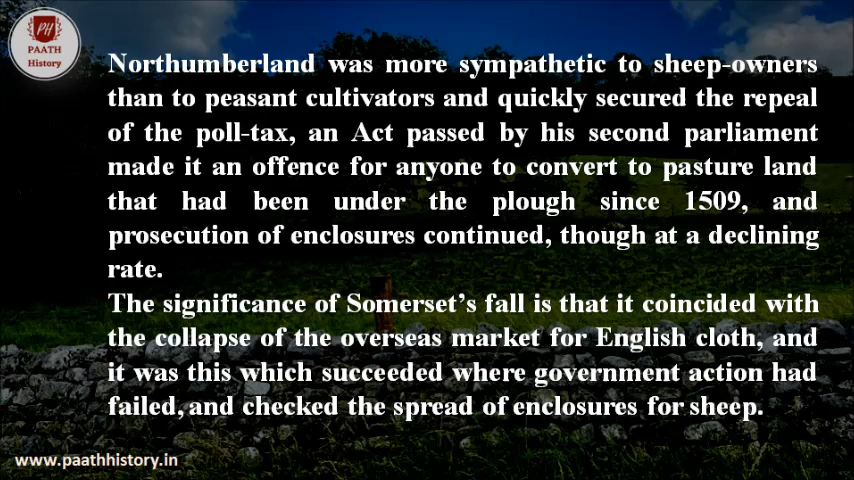 PH
PAATH
History
Northumberland was more sympathetic to sheep-owners
than to peasant cultivators and quickly secured the repeal
of the poll-tax, an Act passed by his second parliament
made it an offence for anyone to convert to pasture land
that had been under the plough since 1509, and
prosecution of enclosures continued, though at a declining
rate.
The significance of Somerset’s fall is that it coincided with
the collapse of the overseas market for English cloth, and
it was this which succeeded where government action had
failed, and checked the spread of enclosures for sheep.
www.paathhistory.in